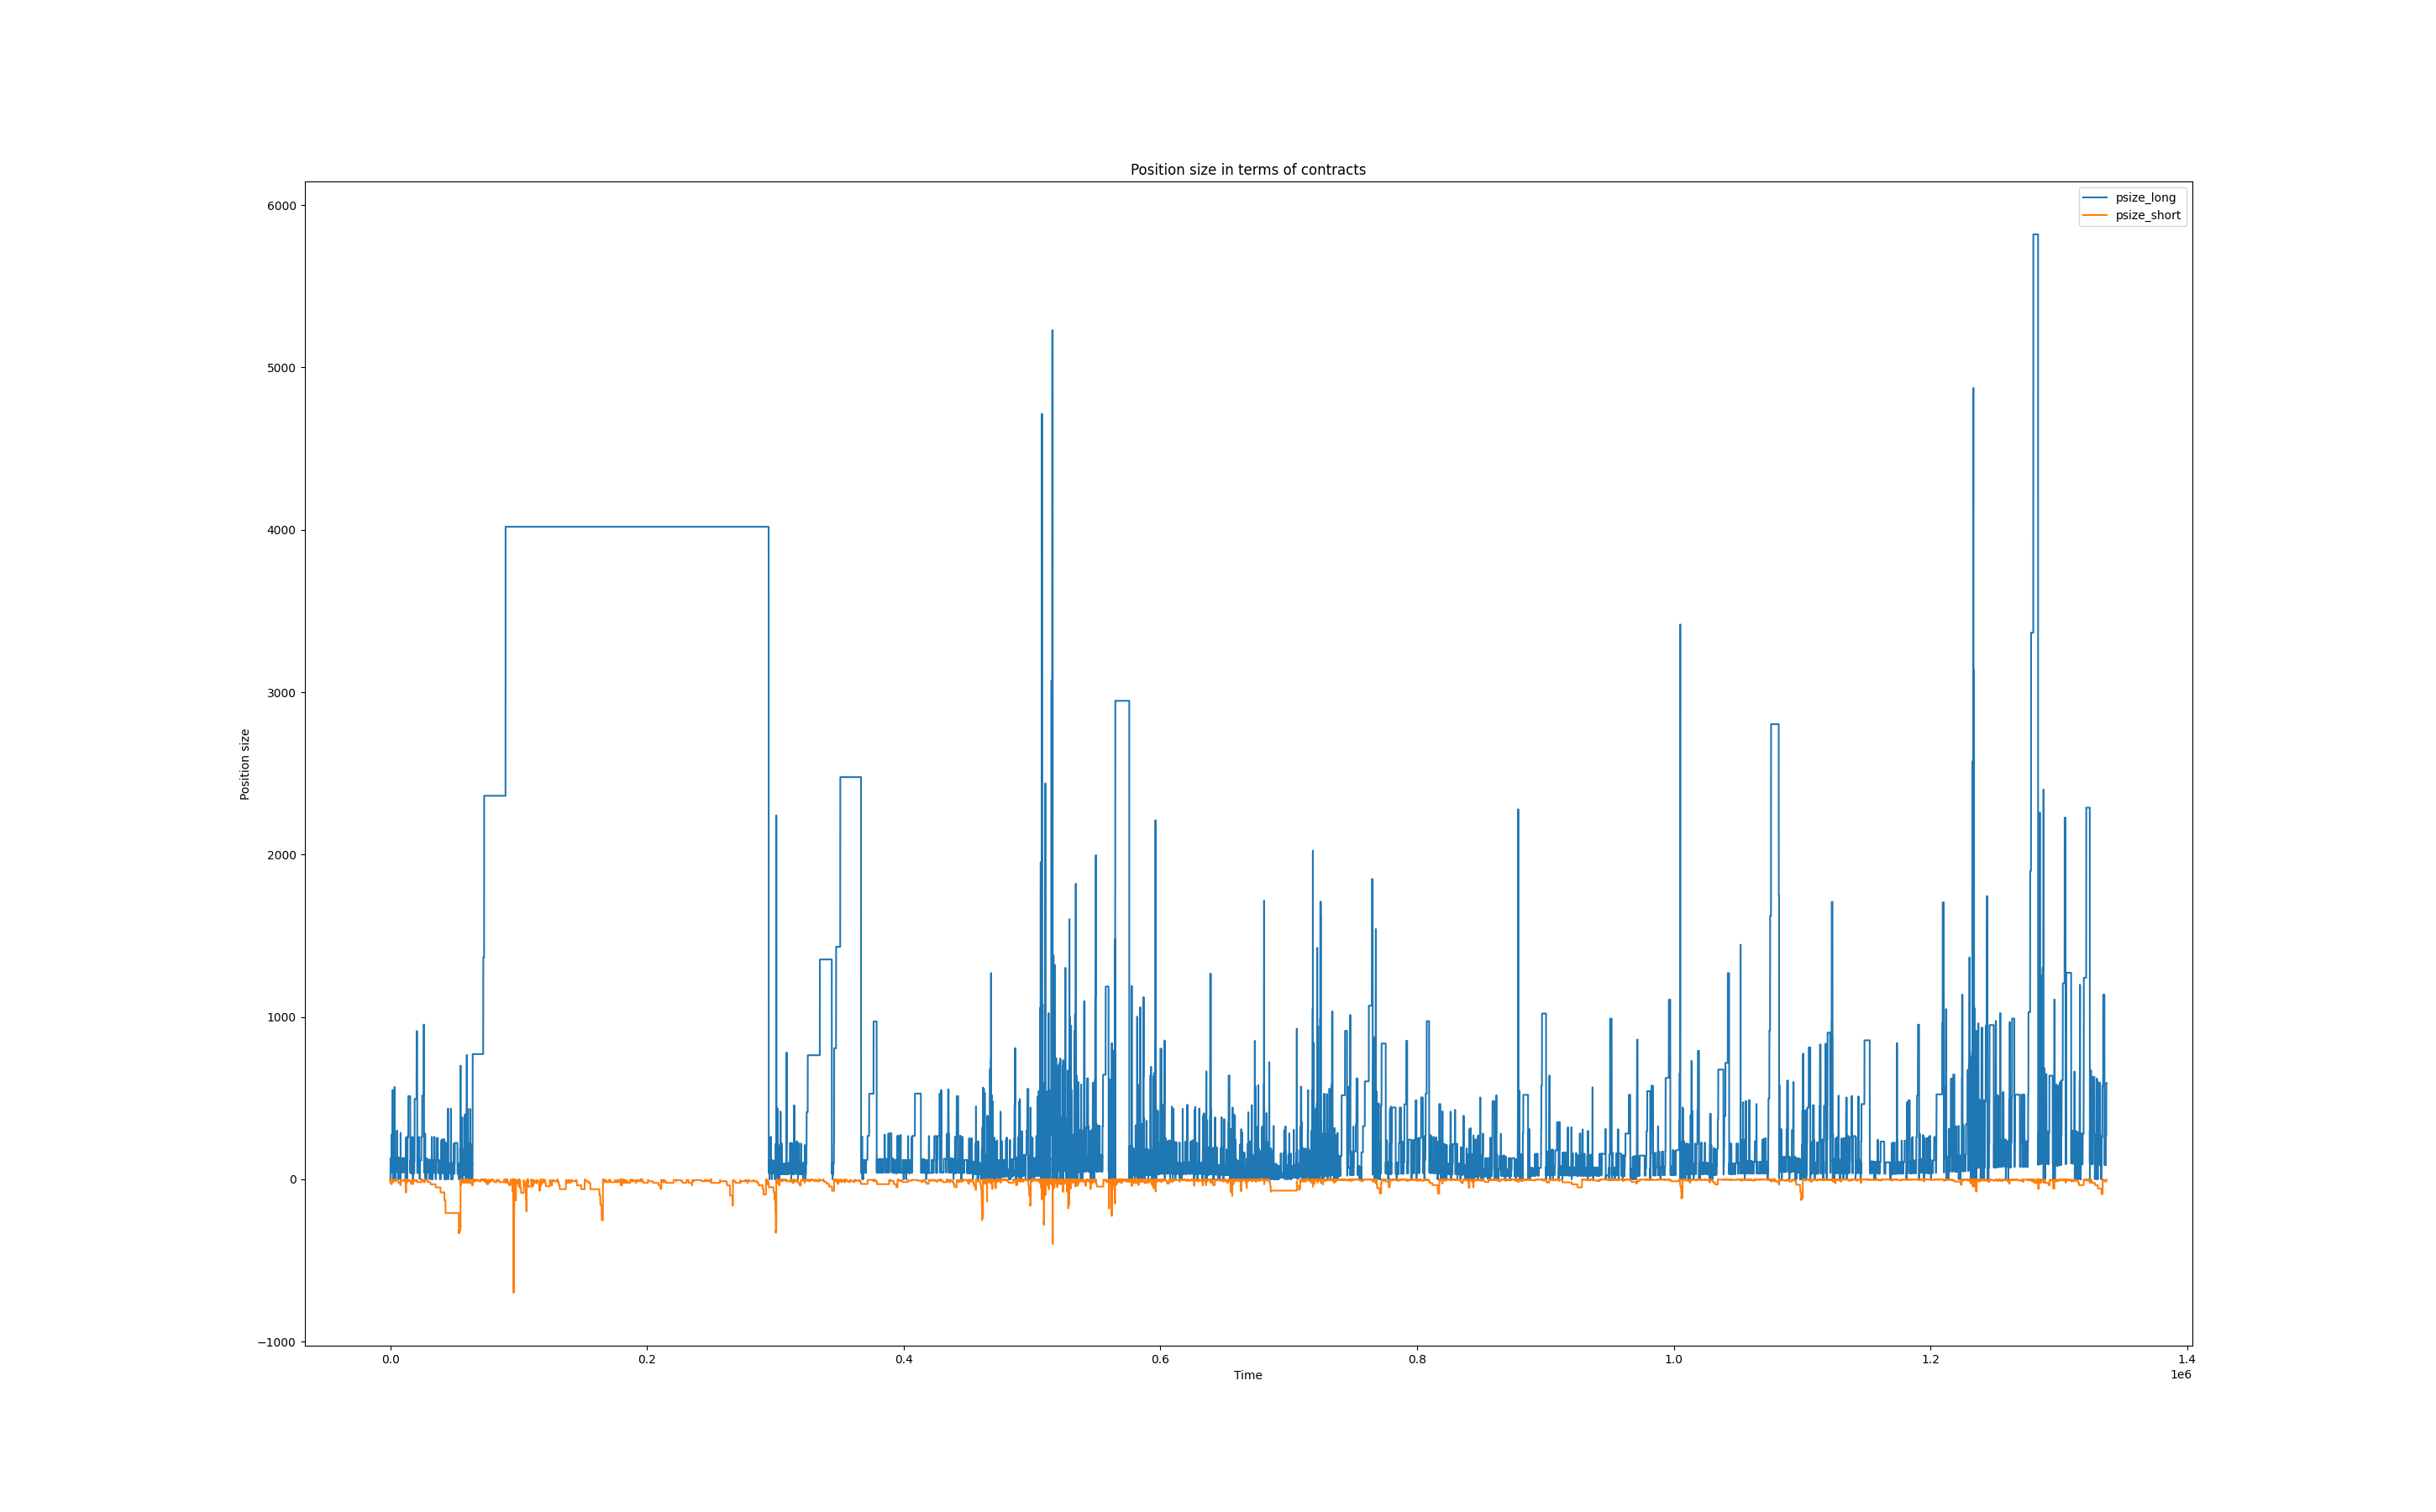 Position size in terms of contracts
psize_long
psize_short
6000
5000
4000
3000
2000
1000
0
−1000
Position size
0.0 0.2 0.4 0.6 0.8 1.0 1.2 1.4
1e6
Time